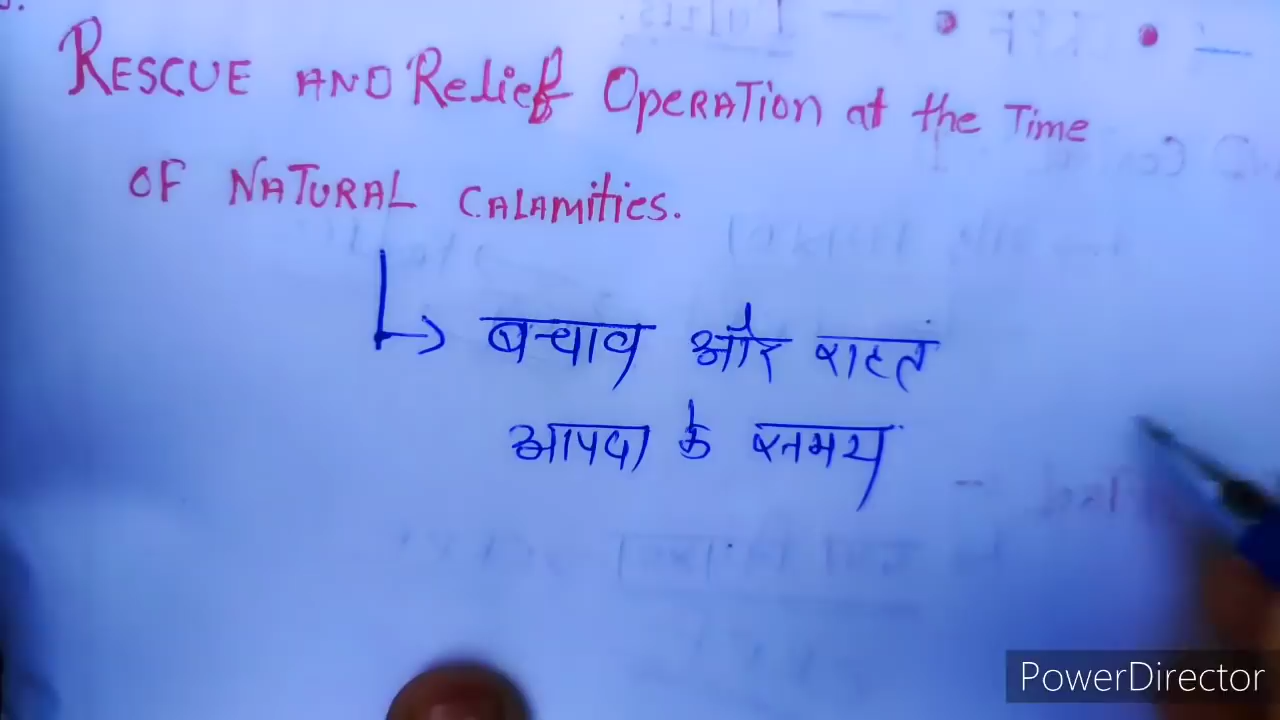 RESCUE AND Relief OPERATION at the Time
OF NATURAL CALAMITIES.
बचाव और राहत
आपदा के समय
PowerDirector